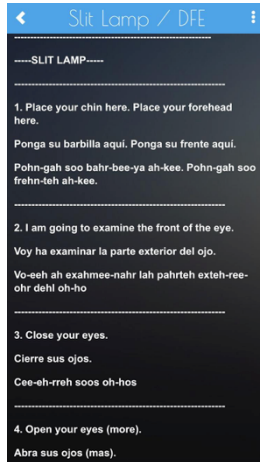 Slit Lamp / DFE
-----SLIT LAMP-----
1. Place your chin here. Place your forehead
here.
Ponga su barbilla aquí. Ponga su frente aquí.
Pohn-gah soo bahr-bee-ya ah-kee. Pohn-gah soo
frehn-teh ah-kee.
2. I am going to examine the front of the eye.
Voy ha examinar la parte exterior del ojo.
Vo-eeh ah exahmee-nahr lah pahrteh exteh-ree-
ohr dehl oh-ho
3. Close your eyes.
Cierre sus ojos.
Cee-eh-rreh soos oh-hos
4. Open your eyes (more).
Abra sus ojos (mas).